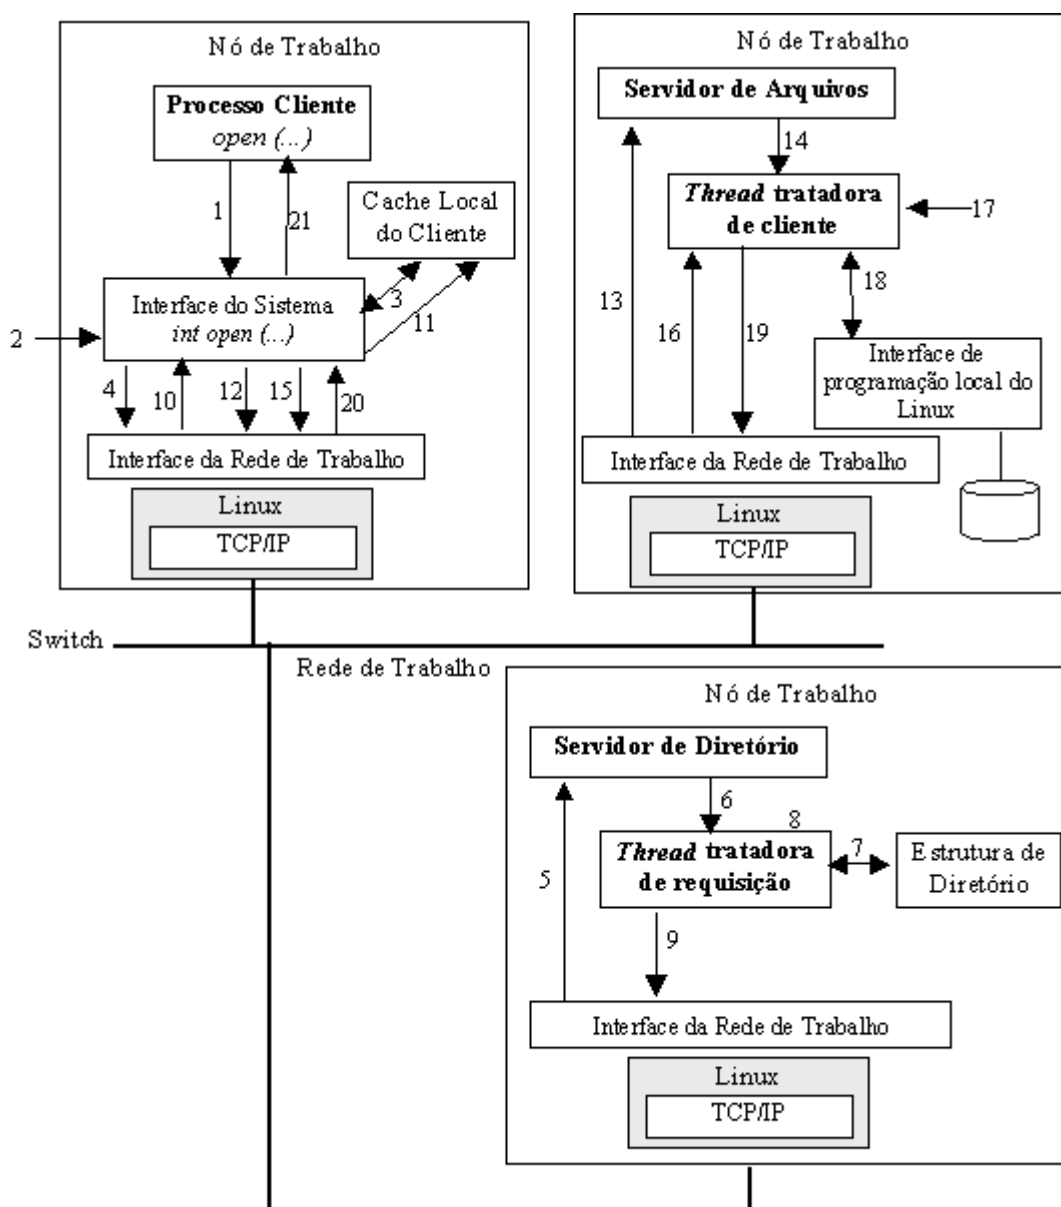 Nó de Trabalho
Processo Cliente
open (...)
1
21
Cache Local
do Cliente
3
11
Interface do Sistema
int open (...)
2
4
10
12
15
20
Interface da Rede de Trabalho
Linux
TCP/IP
Nó de Trabalho
Servidor de Arquivos
14
Thread tratadora
de cliente
17
13
16
19
18
Interface de
programação local do
Linux
Interface da Rede de Trabalho
Linux
TCP/IP
Switch
Rede de Trabalho
Nó de Trabalho
Servidor de Diretório
6
8
Thread tratadora
de requisição
7
Estrutura de
Diretório
5
9
Interface da Rede de Trabalho
Linux
TCP/IP